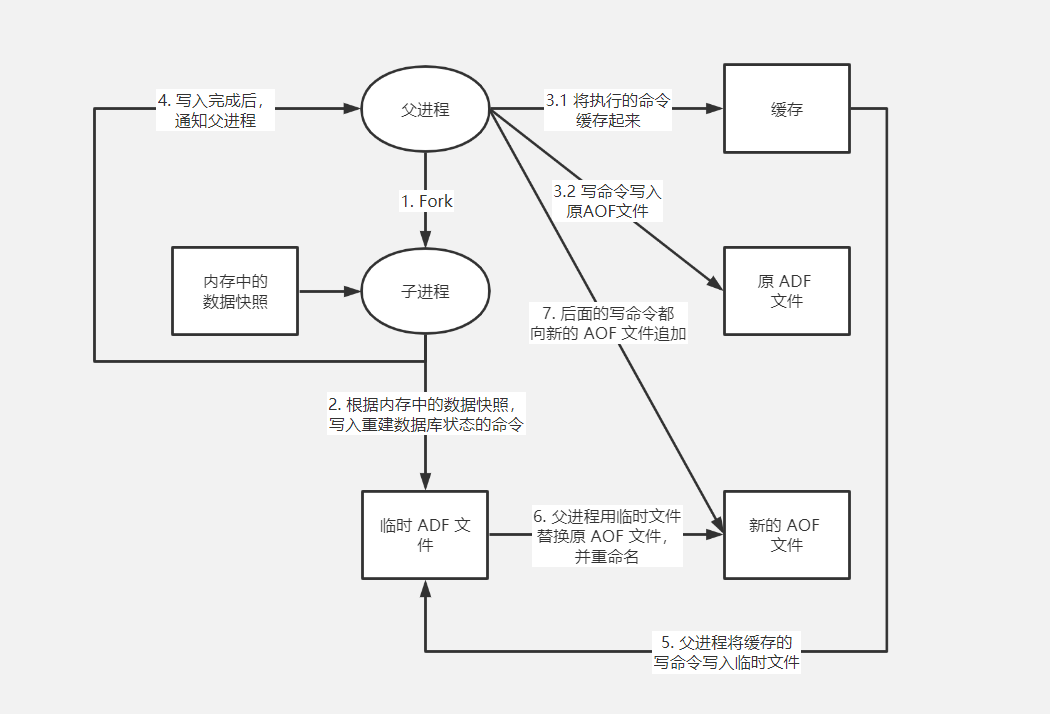 4. 写入完成后，
通知父进程
父进程
3.1 将执行的命令
缓存起来
缓存
1. Fork
3.2 写命令写入
原AOF文件
内存中的
数据快照
子进程
原 ADF
文件
7. 后面的写命令都
向新的 AOF 文件追加
2. 根据内存中的数据快照，
写入重建数据库状态的命令
临时 ADF 文
件
6. 父进程用临时文件
替换原 AOF 文件，
并重命名
新的 AOF
文件
5. 父进程将缓存的
写命令写入临时文件